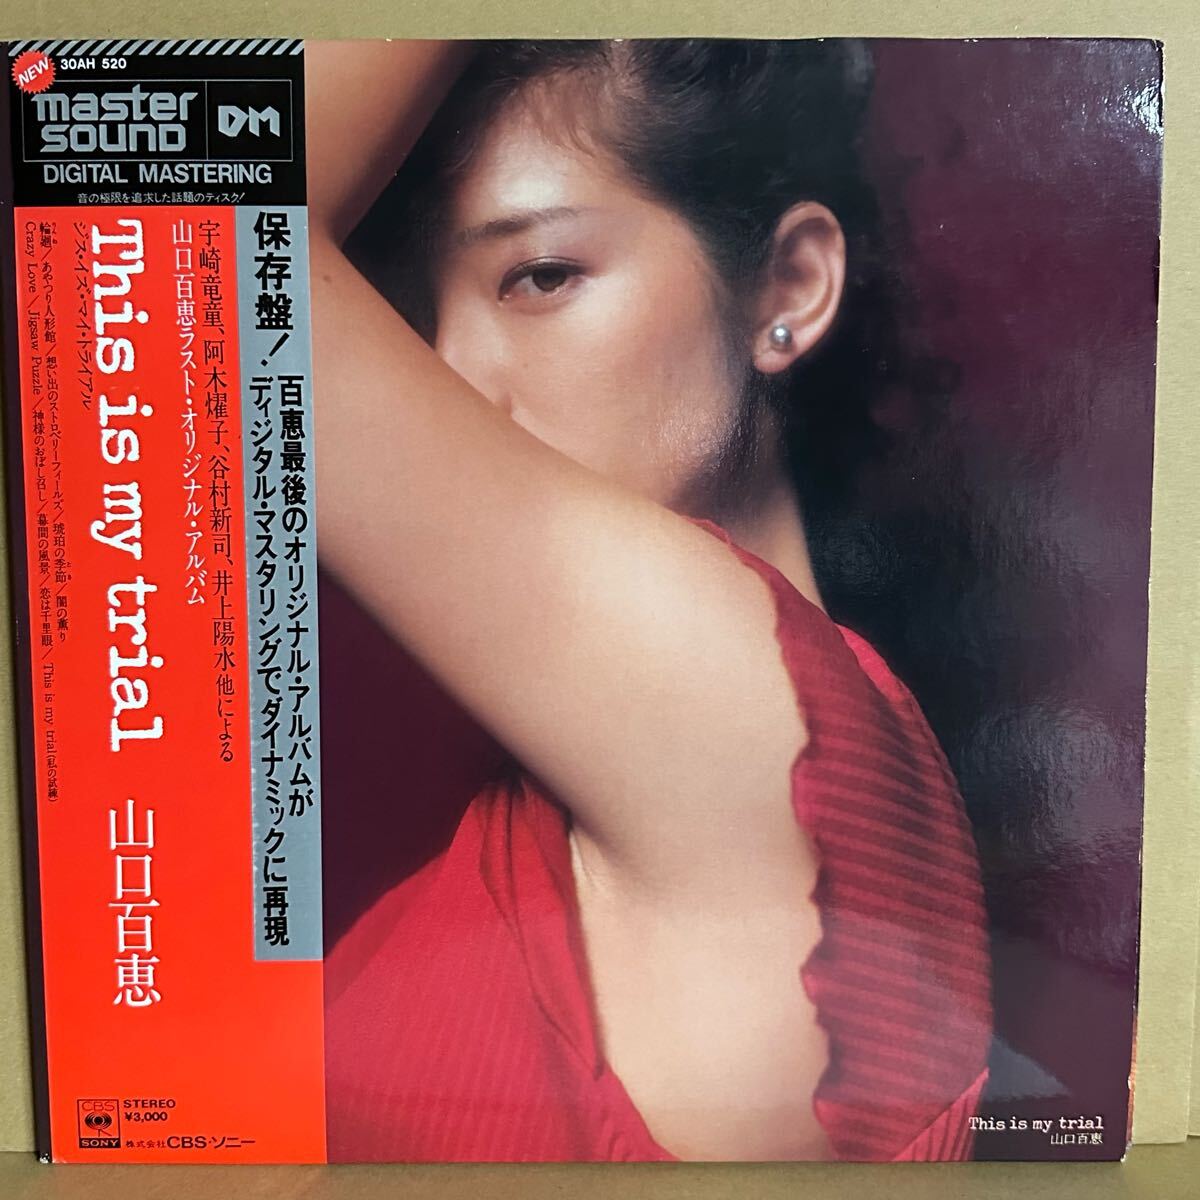 NEW
30AH 520
master
sound
DM
DIGITAL MASTERING
音の極限を追求した話題のディスク!
保存盤！百恵最後のオリジナル・アルバムが
ディジタル・マスタリングでダイナミックに再現
宇崎竜童、阿木燿子、谷村新司、井上陽水 他による
山口百恵ラスト・オリジナル・アルバム
This is my trial 山口百恵
ジス・イズ・マイ・トライアル
輪廻／あやつり人形館／想い出のストロベリーフィールズ／琥珀の季節／闇の薫り
Crazy Love／Jigsaw Puzzle／神様のおぼし召し／幕間の風景／恋は千里眼／This is my trial(私の試練)
CBS
SONY
STEREO
¥3,000
株式会社CBS・ソニー
This is my trial
山口百恵